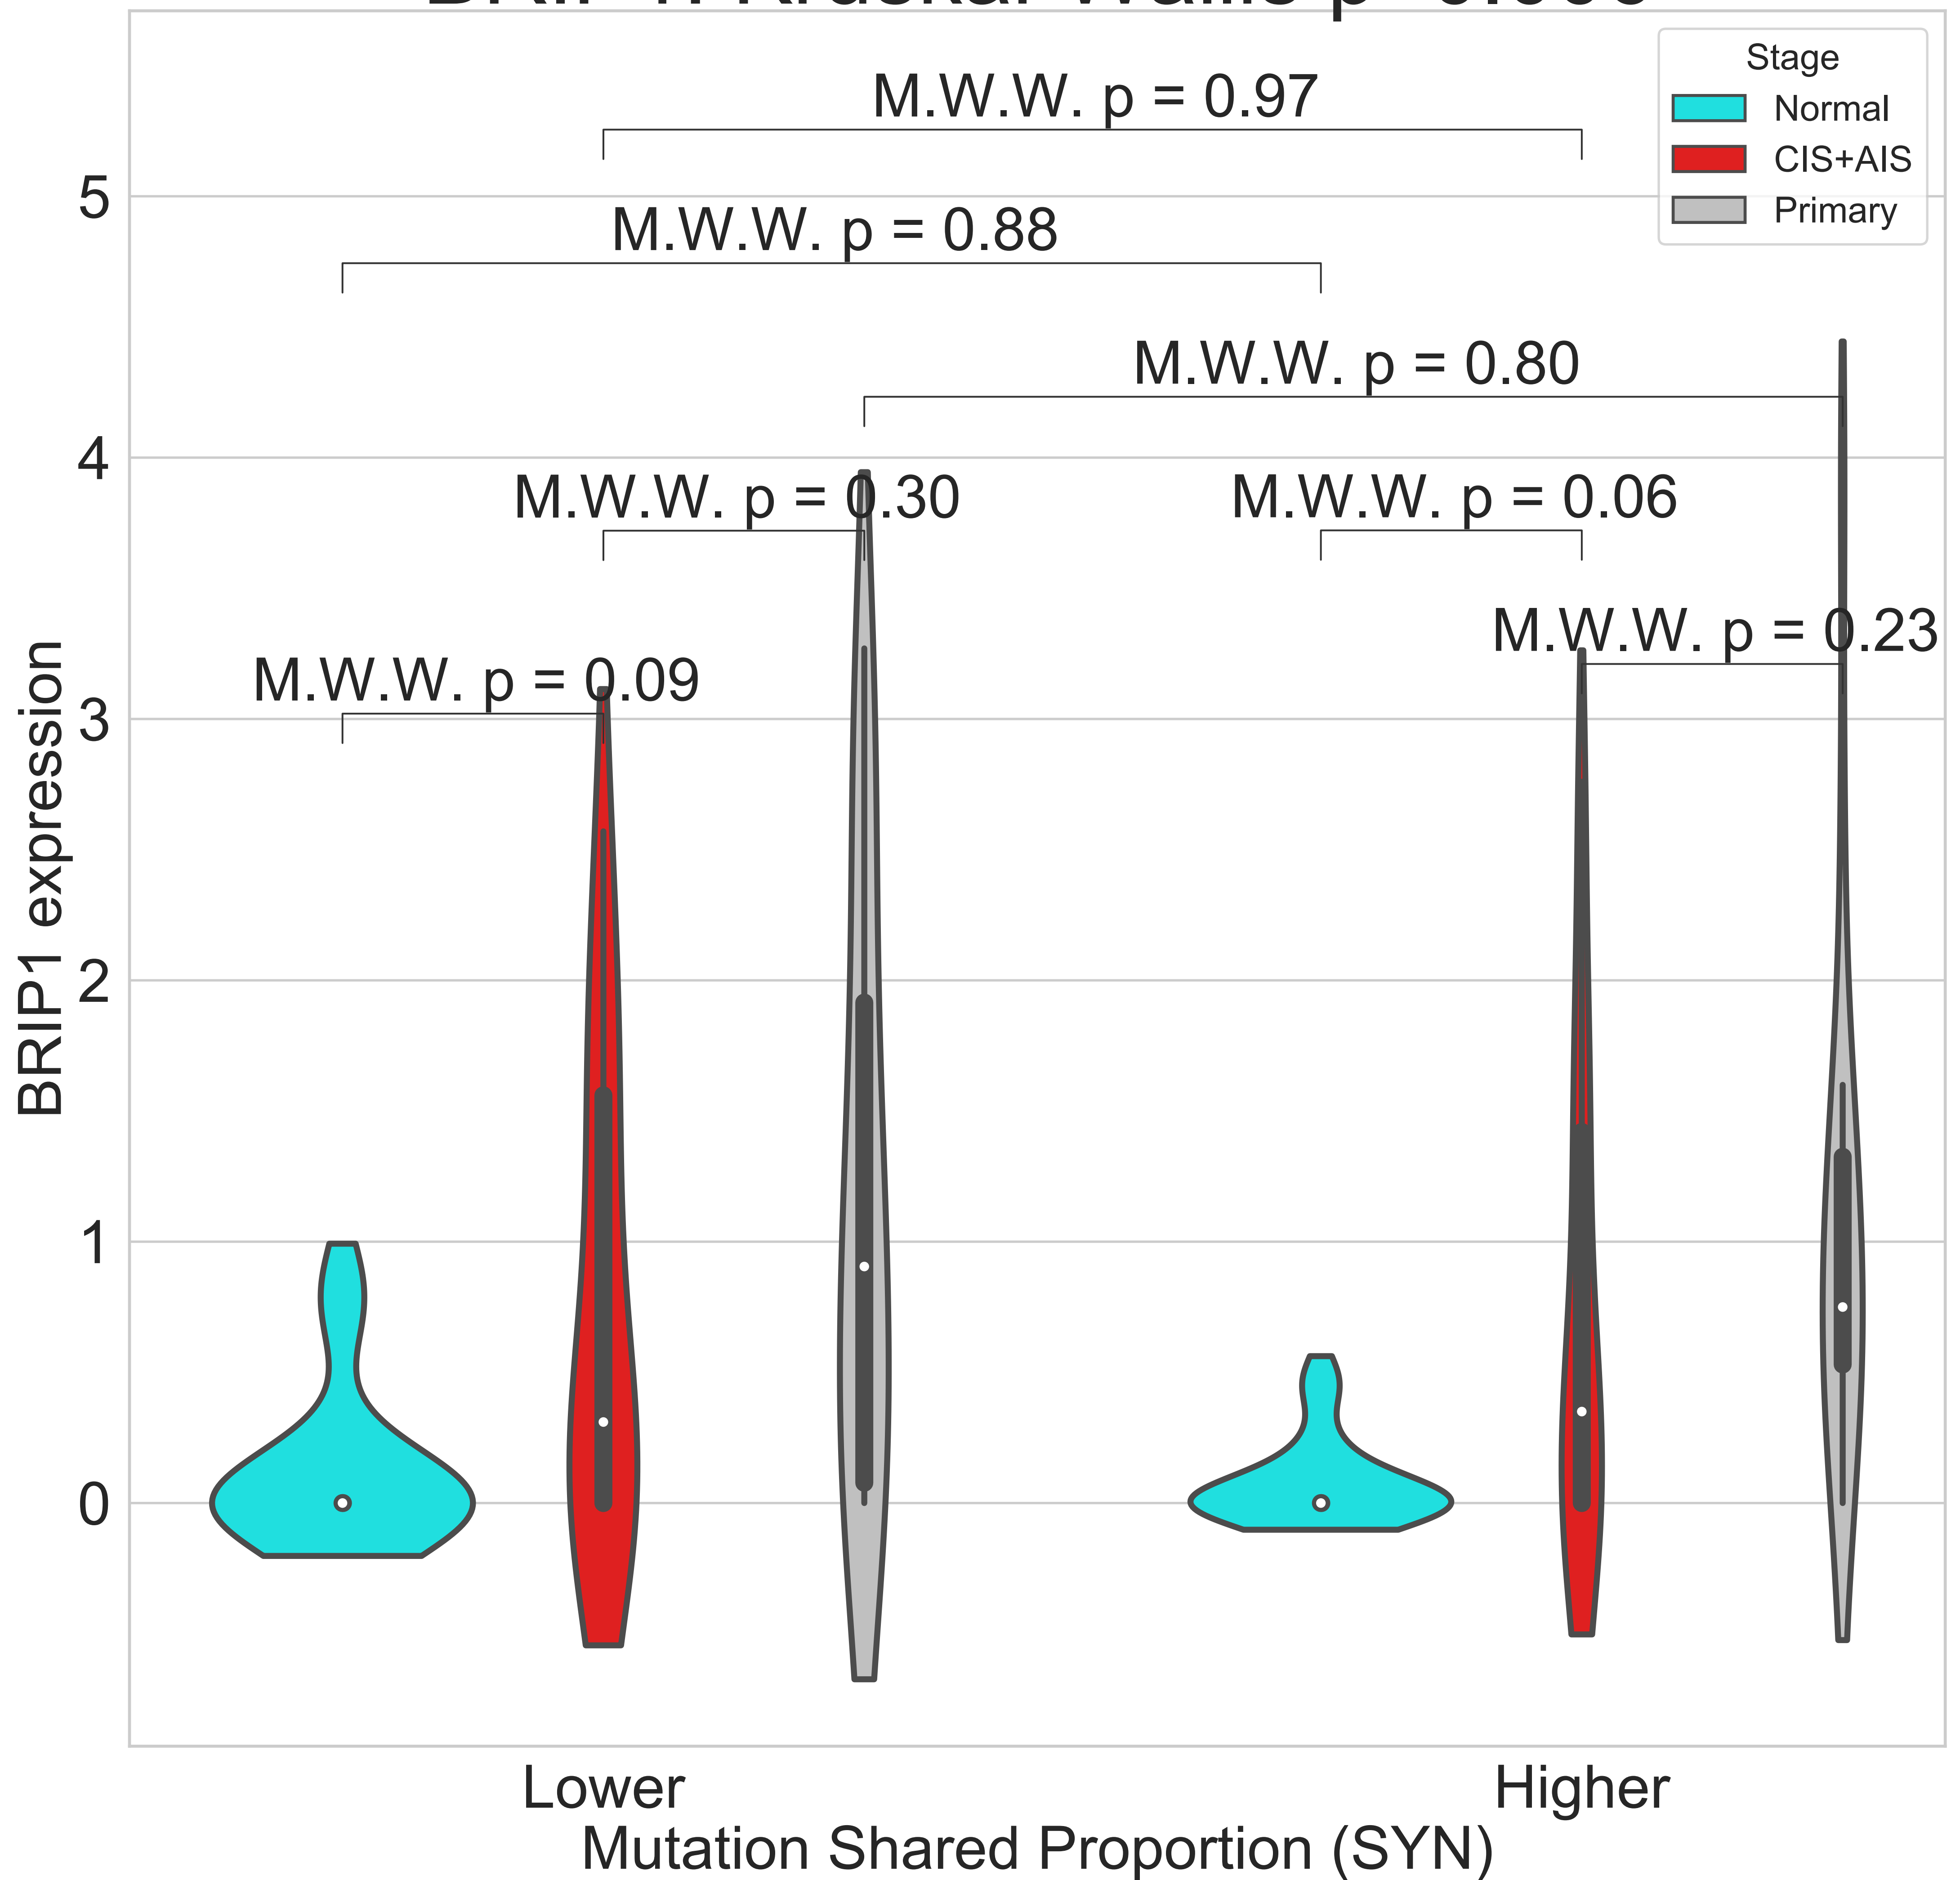 Stage
Normal
CIS+AIS
Primary
M.W.W. p = 0.97
M.W.W. p = 0.88
M.W.W. p = 0.80
M.W.W. p = 0.30
M.W.W. p = 0.06
M.W.W. p = 0.23
M.W.W. p = 0.09
5
4
3
2
1
0
BRIP1 expression
Lower
Higher
Mutation Shared Proportion (SYN)